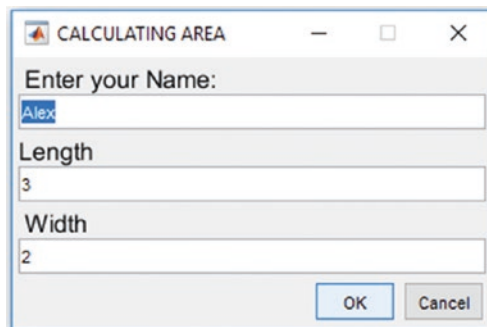 CALCULATING AREA
Enter your Name:
Alex
Length
3
Width
2
OK Cancel